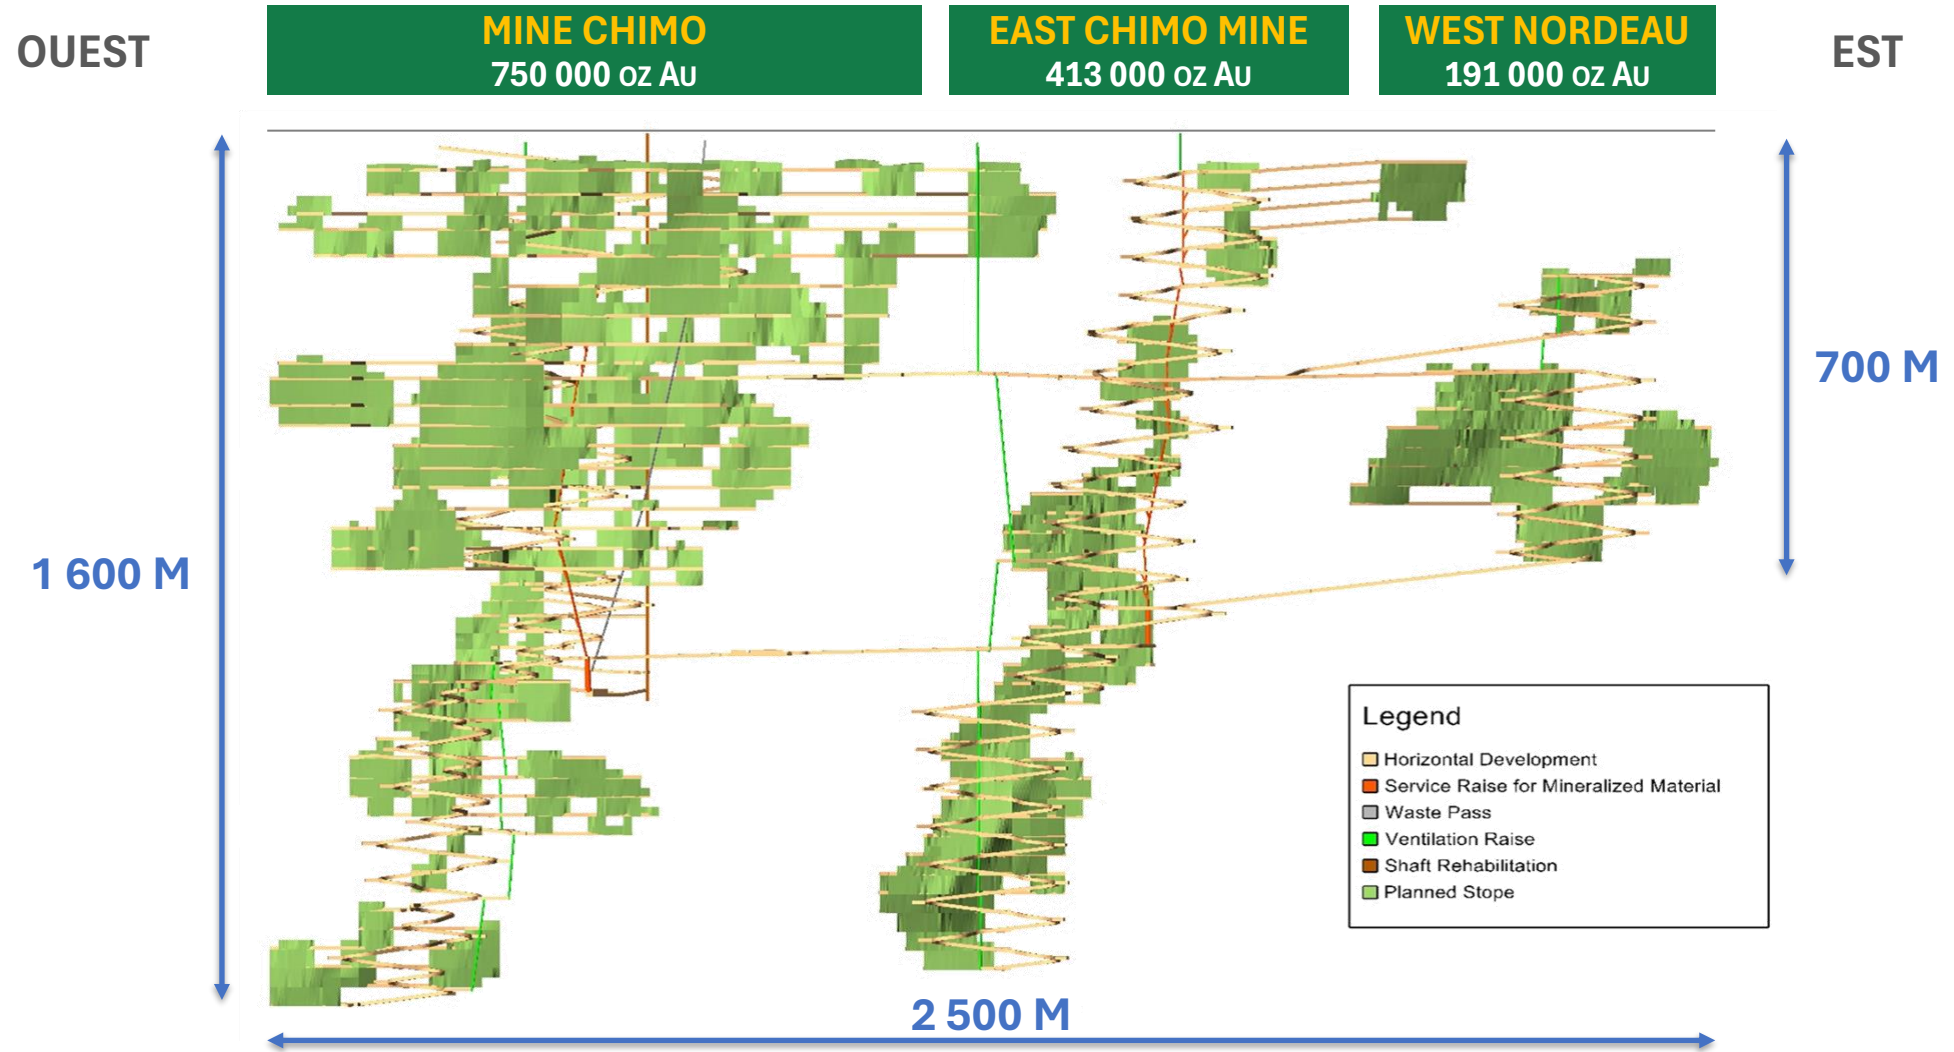 OUEST
MINE CHIMO
750 000 OZ AU
EAST CHIMO MINE
413 000 OZ AU
WEST NORDEAU
191 000 OZ AU
EST
1 600 M
700 M
Legend
Horizontal Development
Service Raise for Mineralized Material
Waste Pass
Ventilation Raise
Shaft Rehabilitation
Planned Stope
2 500 M